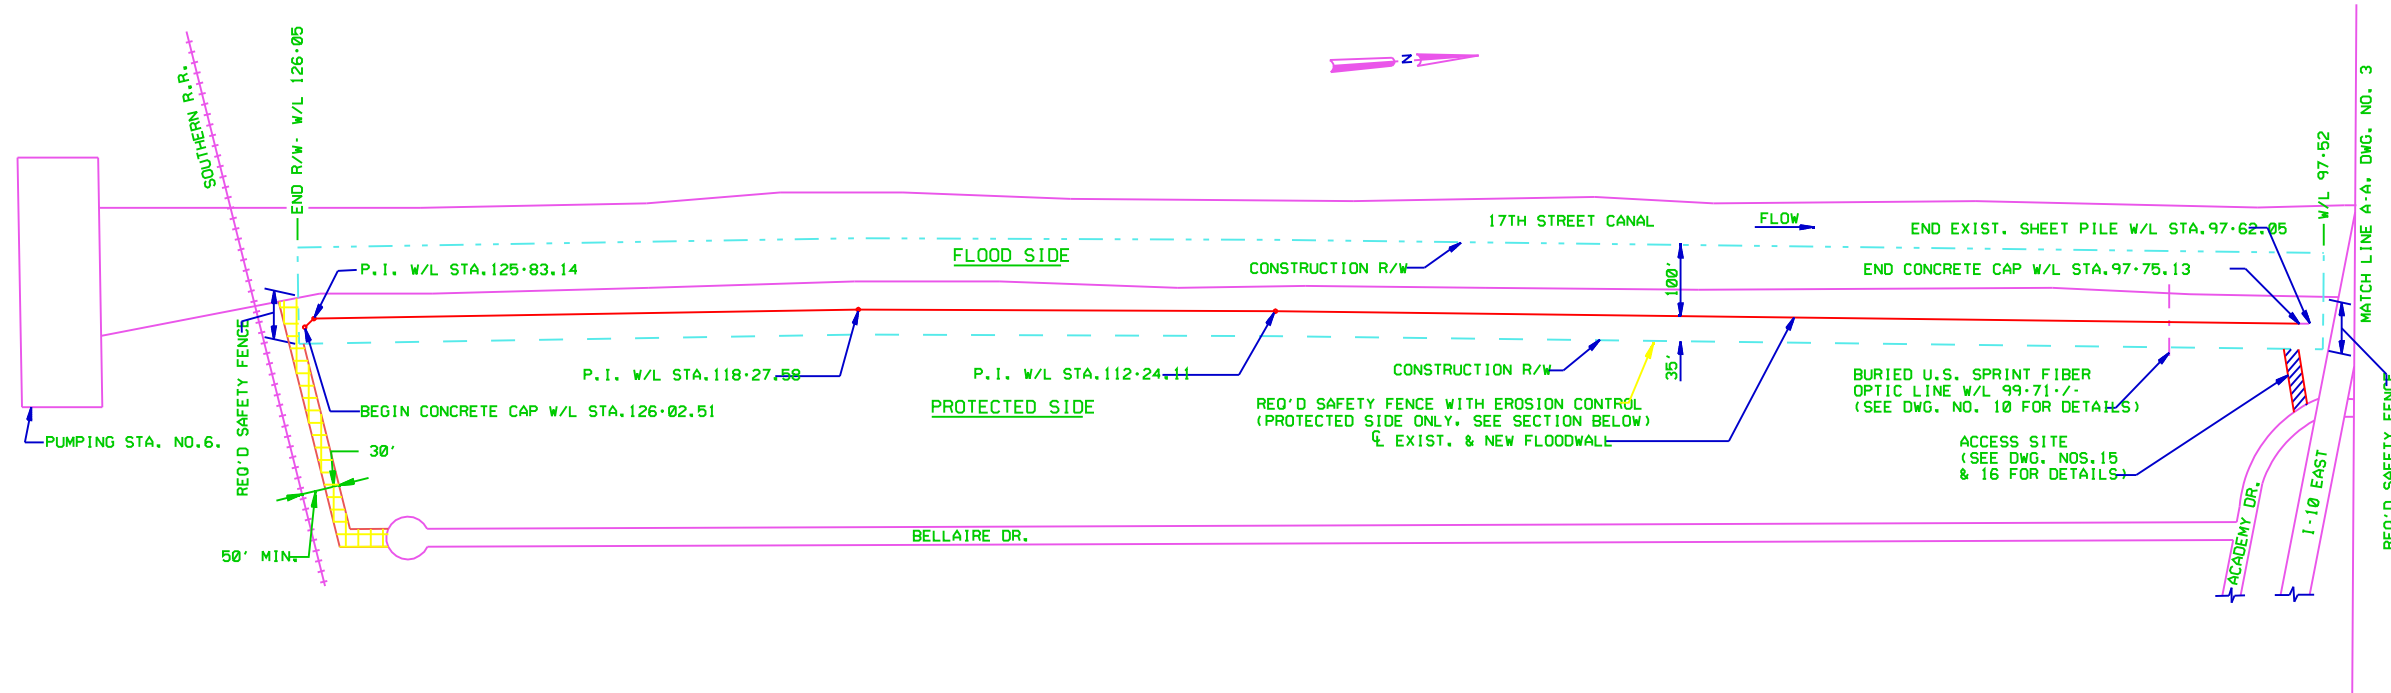 SOUTHERN R.R.
END R/W- W/L 126+05
N
MATCH LINE A-A, DWG. NO. 3
W/L 97+52
17TH STREET CANAL
FLOW
END EXIST. SHEET PILE W/L STA.97+62.05
FLOOD SIDE
P.I. W/L STA.125+83.14
CONSTRUCTION R/W
100'
END CONCRETE CAP W/L STA.97+75.13
REQ'D SAFETY FENCE
P.I. W/L STA.118+27.58
P.I. W/L STA.112+24.11
CONSTRUCTION R/W
35'
BURIED U.S. SPRINT FIBER
OPTIC LINE W/L 99+71+/-
(SEE DWG. NO. 10 FOR DETAILS)
BEGIN CONCRETE CAP W/L STA.126+02.51
PROTECTED SIDE
REQ'D SAFETY FENCE WITH EROSION CONTROL
(PROTECTED SIDE ONLY, SEE SECTION BELOW)
℄ EXIST. & NEW FLOODWALL
PUMPING STA. NO.6.
30'
ACCESS SITE
(SEE DWG. NOS.15
& 16 FOR DETAILS)
REQ'D SAFETY FENCE
50' MIN.
BELLAIRE DR.
ACADEMY DR.
I-10 EAST